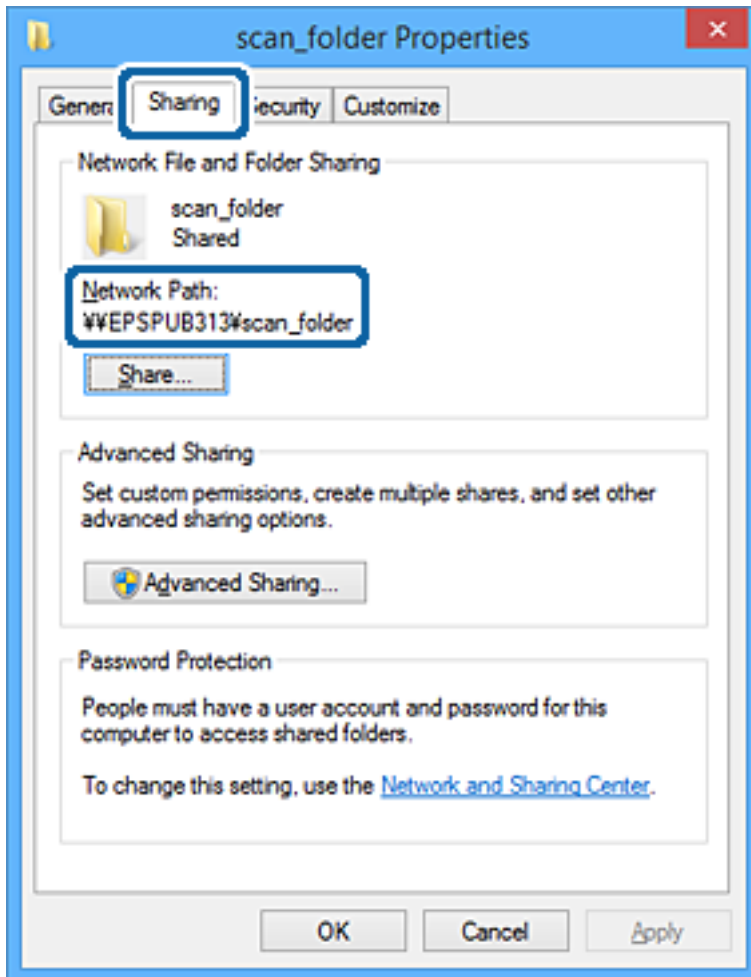 scan_folder Properties
Genera Sharing Security Customize
Network File and Folder Sharing
scan_folder
Shared
Network Path:
¥¥EPSPUB313¥scan_folder
Share...
Advanced Sharing
Set custom permissions, create multiple shares, and set other
advanced sharing options.
Advanced Sharing...
Password Protection
People must have a user account and password for this
computer to access shared folders.
To change this setting, use the Network and Sharing Center.
OK Cancel Apply